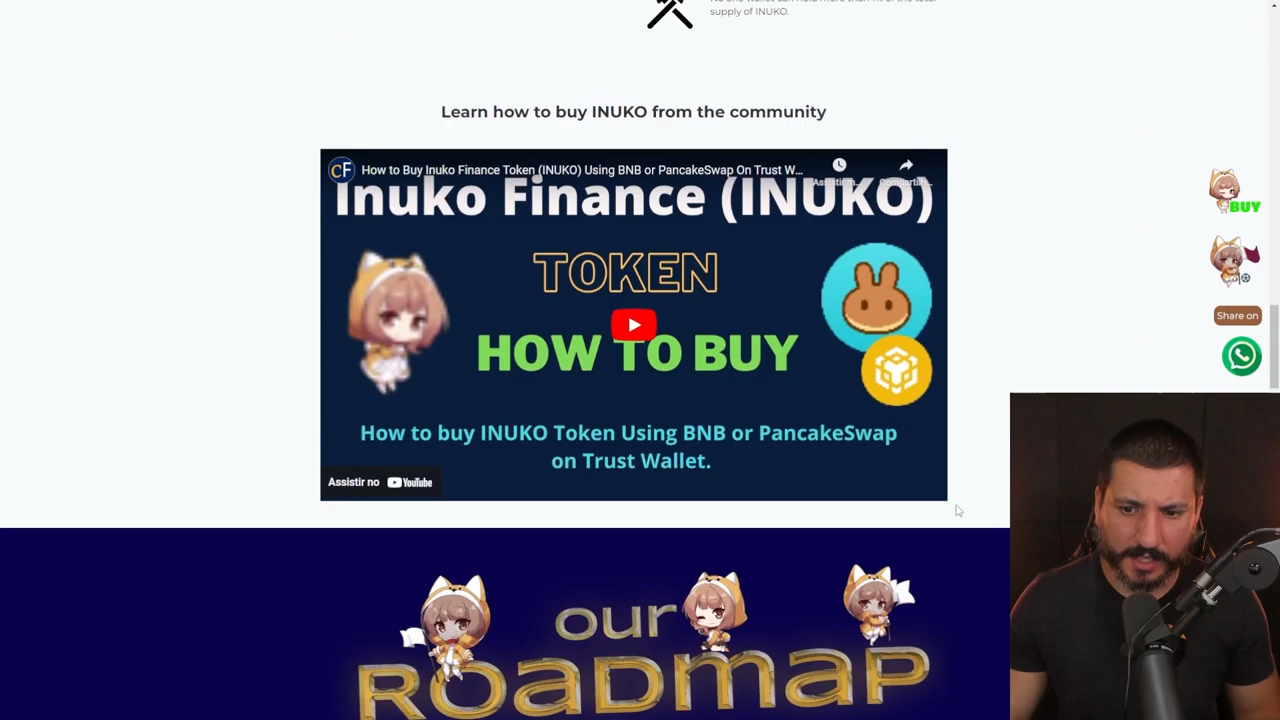 supply of INUKO.
Learn how to buy INUKO from the community
CF
How to Buy Inuko Finance Token (INUKO) Using BNB or PancakeSwap On Trust W...
Inuko Finance (INUKO)
TOKEN
HOW TO BUY
How to buy INUKO Token Using BNB or PancakeSwap
on Trust Wallet.
Assistir no YouTube
BUY
Share on
our
ROADMAP